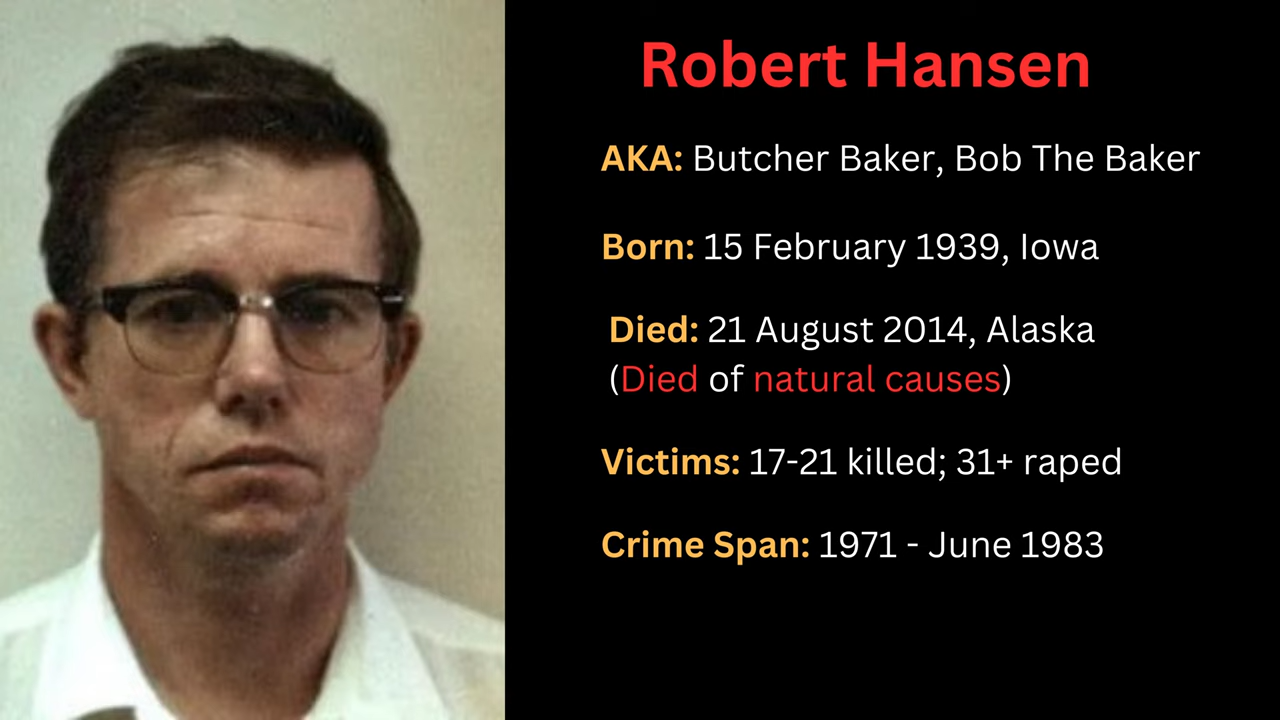 Robert Hansen
AKA: Butcher Baker, Bob The Baker
Born: 15 February 1939, Iowa
Died: 21 August 2014, Alaska
(Died of natural causes)
Victims: 17-21 killed; 31+ raped
Crime Span: 1971 - June 1983